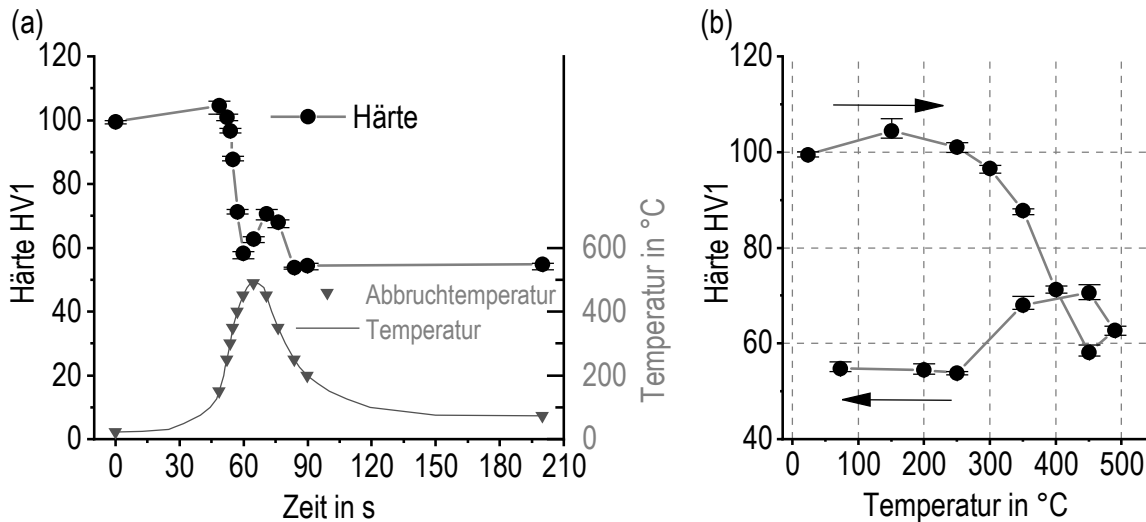 (a)
120
100
80
60
40
20
0
Härte HV1
Härte
Abbruchtemperatur
Temperatur
600
400
200
0
Temperatur in °C
0 30 60 90 120 150 180 210
Zeit in s
(b)
120
100
80
60
40
Härte HV1
0 100 200 300 400 500
Temperatur in °C